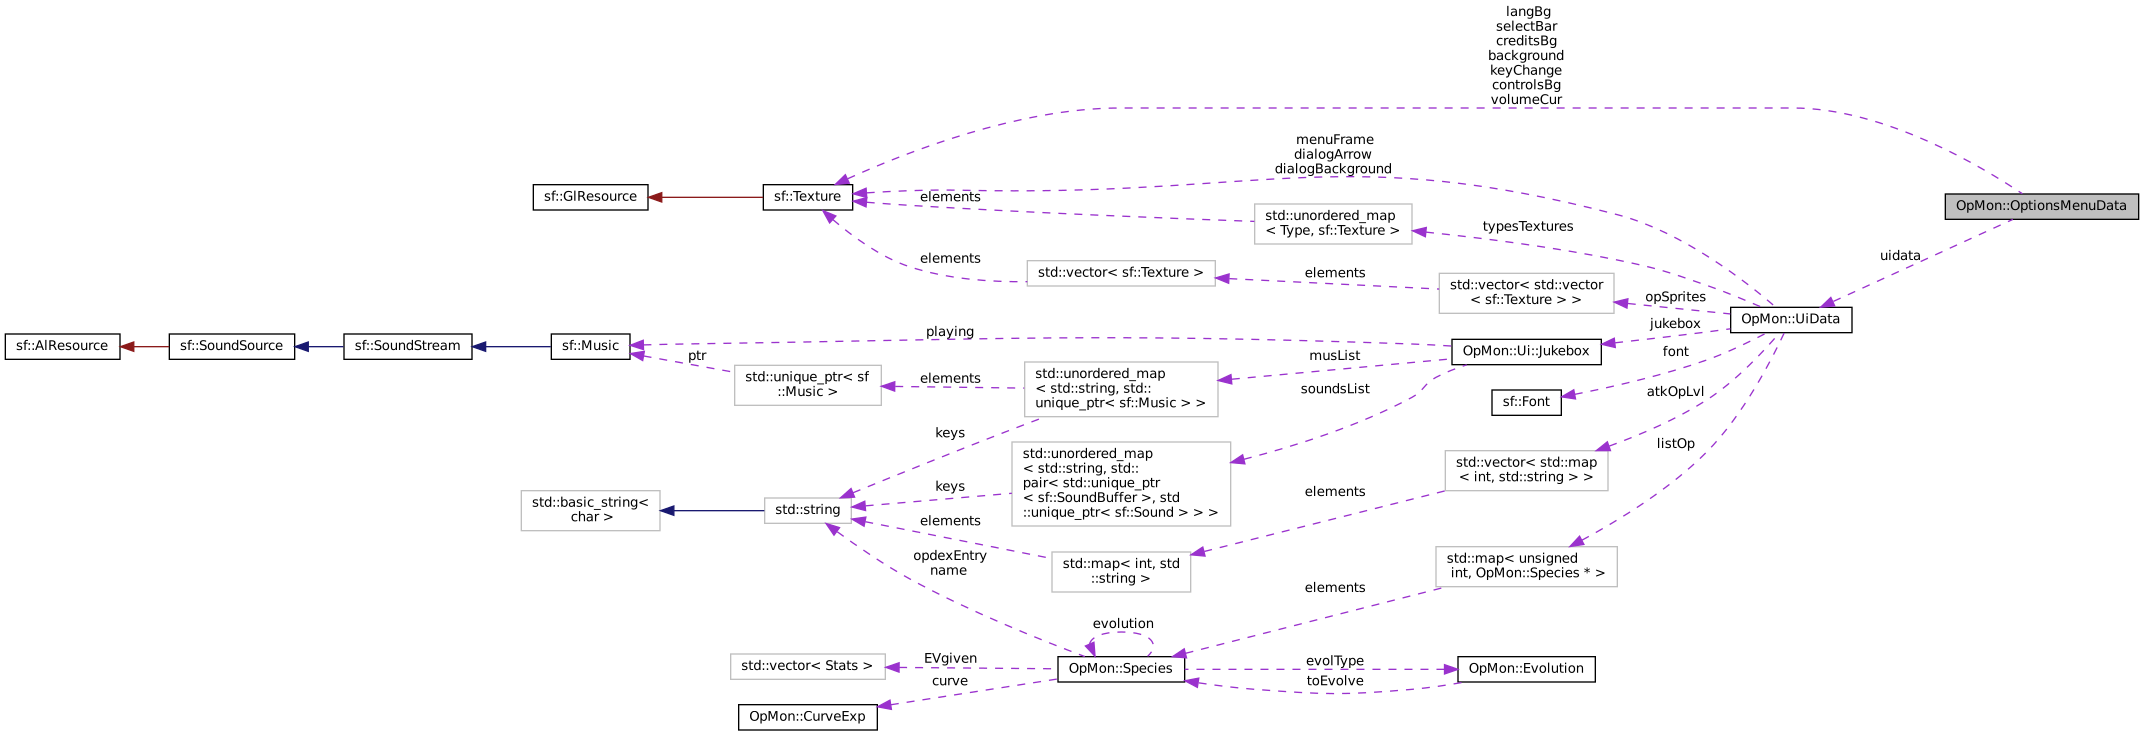 langBg
selectBar
creditsBg
background
keyChange
controlsBg
volumeCur
menuFrame
dialogArrow
dialogBackground
sf::GlResource
sf::Texture
elements
std::unordered_map
< Type, sf::Texture >
typesTextures
OpMon::OptionsMenuData
uidata
elements
std::vector< sf::Texture >
elements
std::vector< std::vector
< sf::Texture > >
opSprites
OpMon::UiData
jukebox
sf::AlResource
sf::SoundSource
sf::SoundStream
sf::Music
playing
ptr
std::unique_ptr< sf
::Music >
elements
std::unordered_map
< std::string, std::
unique_ptr< sf::Music > >
musList
soundsList
OpMon::Ui::Jukebox
font
sf::Font
atkOpLvl
listOp
keys
std::unordered_map
< std::string, std::
pair< std::unique_ptr
< sf::SoundBuffer >, std
::unique_ptr< sf::Sound > > >
keys
std::vector< std::map
< int, std::string > >
elements
std::basic_string<
char >
std::string
elements
opdexEntry
name
std::map< int, std
::string >
std::map< unsigned
int, OpMon::Species * >
elements
evolution
std::vector< Stats >
EVgiven
curve
OpMon::Species
evolType
toEvolve
OpMon::Evolution
OpMon::CurveExp